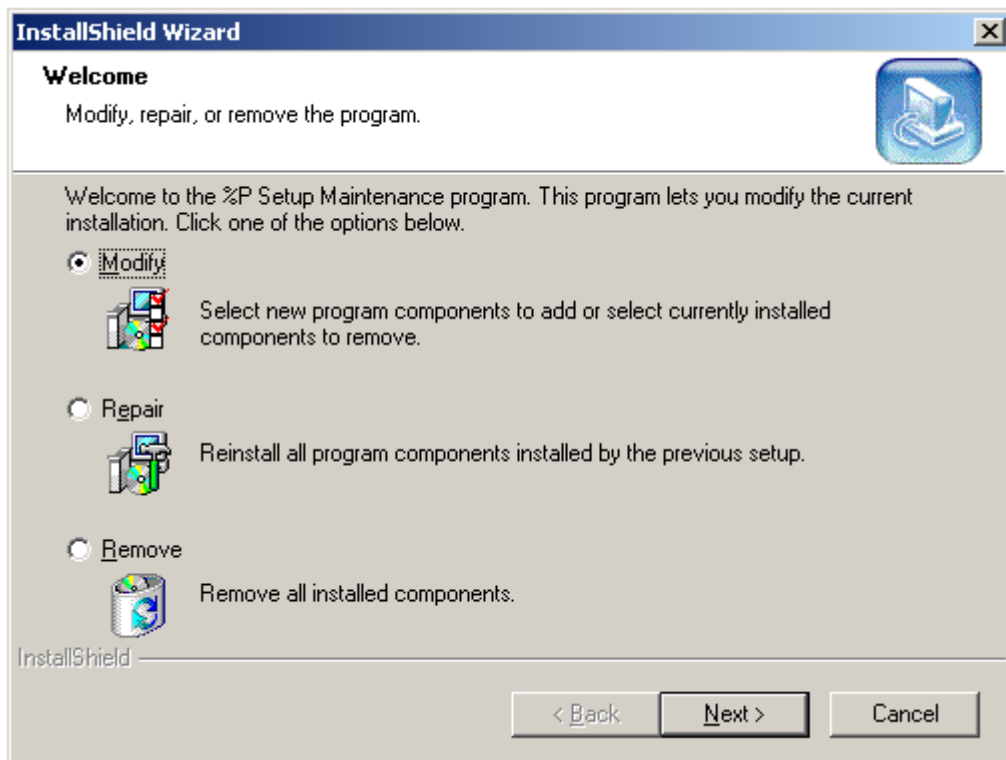 InstallShield Wizard
Welcome
Modify, repair, or remove the program.
Welcome to the %P Setup Maintenance program. This program lets you modify the current
installation. Click one of the options below.
Modify
Select new program components to add or select currently installed
components to remove.
Repair
Reinstall all program components installed by the previous setup.
Remove
Remove all installed components.
InstallShield
< Back
Next >
Cancel